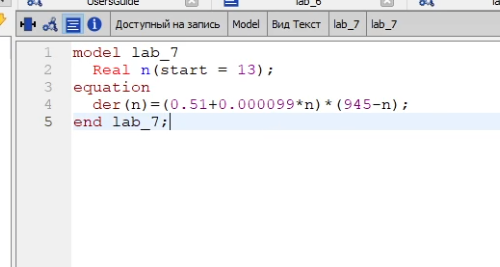 UsersGuide lab_6
Доступный на запись Model Вид Текст lab_7 lab_7
1 model lab_7
2 Real n(start = 13);
3 equation
4 der(n)=(0.51+0.000099*n)*(945-n);
5 end lab_7;